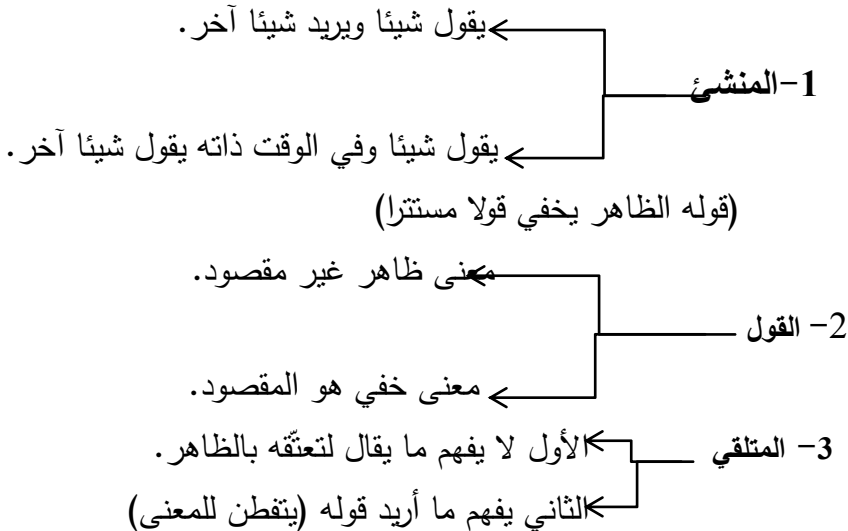 يقول شيئا ويريد شيئا آخر.
1-المنشئ
يقول شيئا وفي الوقت ذاته يقول شيئا آخر.
(قوله الظاهر يخفي قولا مستترا)
معنى ظاهر غير مقصود.
2- القول
معنى خفي هو المقصود.
3- المتلقي
الأول لا يفهم ما يقال لتعتّقه بالظاهر.
الثاني يفهم ما أريد قوله (يتفطن للمعنى)